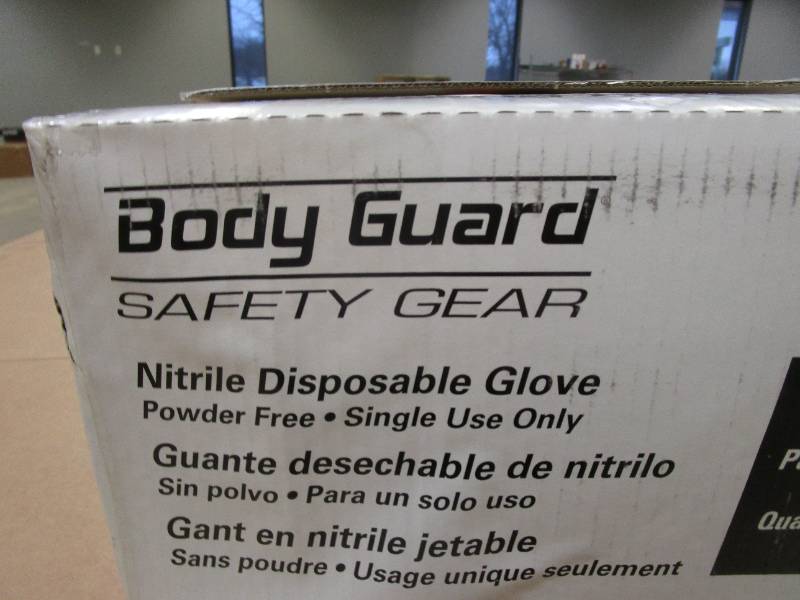 Body Guard
SAFETY GEAR
Nitrile Disposable Glove
Powder Free • Single Use Only
Guante desechable de nitrilo
Sin polvo • Para un solo uso
Gant en nitrile jetable
Sans poudre • Usage unique seulement